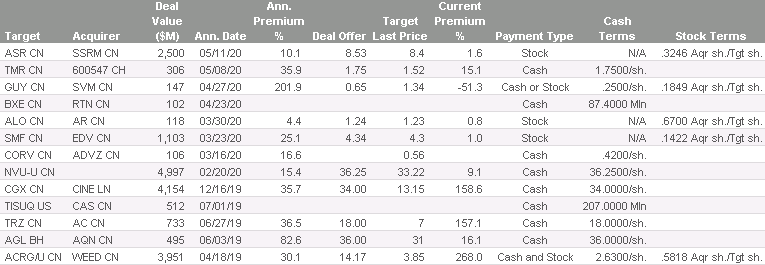 Target Acquirer Deal Value ($M) Ann. Date Ann. Premium % Deal Offer Target Last Price Current Premium % Payment Type Cash Terms Stock Terms
ASR CN SSRM CN 2,500 05/11/20 10.1 8.53 8.4 1.6 Stock N/A .3246 Aqr sh./Tgt sh.
TMR CN 600547 CH 306 05/08/20 35.9 1.75 1.52 15.1 Cash 1.7500/sh.
GUY CN SVM CN 147 04/27/20 201.9 0.65 1.34 -51.3 Cash or Stock .2500/sh. .1849 Aqr sh./Tgt sh.
BXE CN RTN CN 102 04/23/20 Cash 87.4000 Mln
ALO CN AR CN 118 03/30/20 4.4 1.24 1.23 0.8 Stock N/A .6700 Aqr sh./Tgt sh.
SMF CN EDV CN 1,103 03/23/20 25.1 4.34 4.3 1.0 Stock N/A .1422 Aqr sh./Tgt sh.
CORV CN ADVZ CN 106 03/16/20 16.6 0.56 Cash .4200/sh.
NVU-U CN 4,997 02/20/20 15.4 36.25 33.22 9.1 Cash 36.2500/sh.
CGX CN CINE LN 4,154 12/16/19 35.7 34.00 13.15 158.6 Cash 34.0000/sh.
TISUQ US CAS CN 512 07/01/19 Cash 207.0000 Mln
TRZ CN AC CN 733 06/27/19 36.5 18.00 7 157.1 Cash 18.0000/sh.
AGL BH AQN CN 495 06/03/19 82.6 36.00 31 16.1 Cash 36.0000/sh.
ACRG/U CN WEED CN 3,951 04/18/19 30.1 14.17 3.85 268.0 Cash and Stock 2.6300/sh. .5818 Aqr sh./Tgt sh.